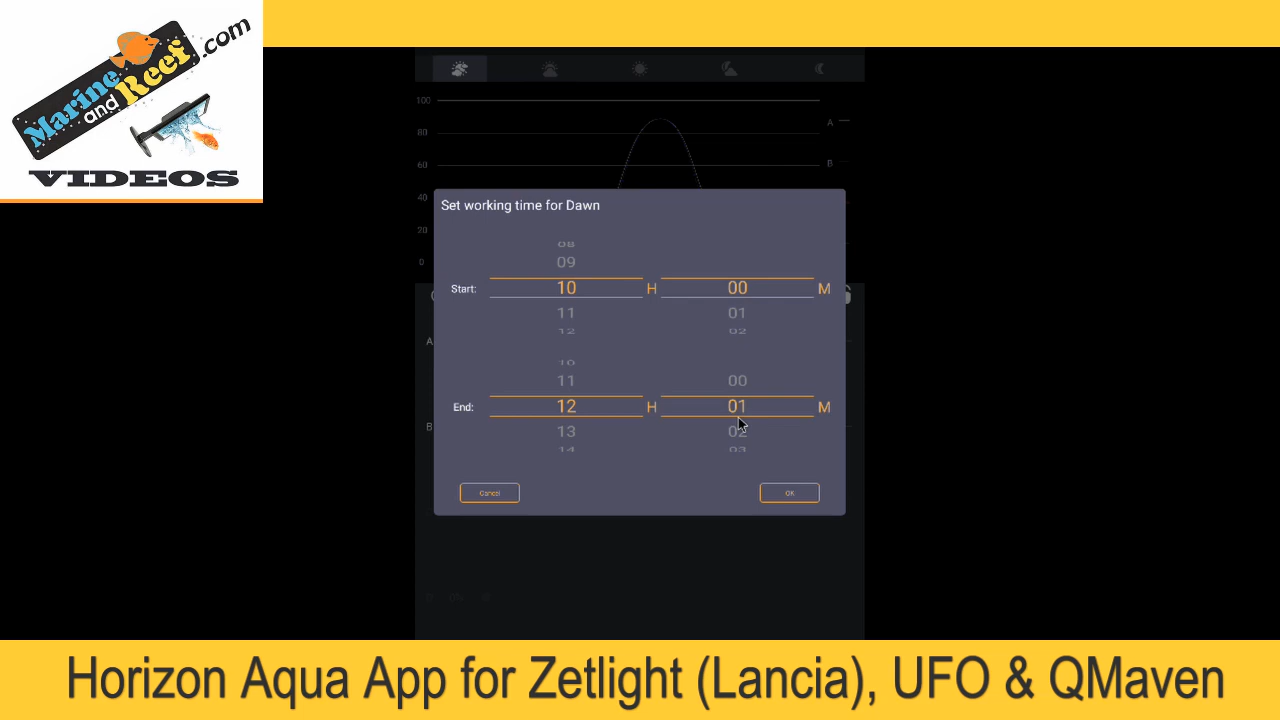 Marine
and
Reef
.com
VIDEOS
100
80
60
40
20
0
A
B
Set working time for Dawn
08
09
Start: 10 H 00 M
11 01
12 02
10
11 00
End: 12 H 01 M
13 02
14 03
A
B
Cancel OK
Horizon Aqua App for Zetlight (Lancia), UFO & QMaven